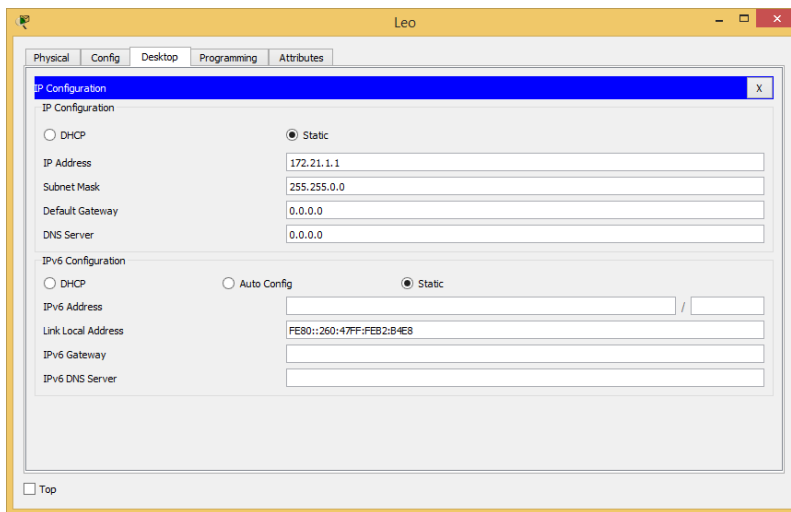 Leo
Physical Config Desktop Programming Attributes
IP Configuration X
IP Configuration
DHCP Static
IP Address 172.21.1.1
Subnet Mask 255.255.0.0
Default Gateway 0.0.0.0
DNS Server 0.0.0.0
IPv6 Configuration
DHCP Auto Config Static
IPv6 Address /
Link Local Address FE80::260:47FF:FEB2:B4E8
IPv6 Gateway
IPv6 DNS Server
Top